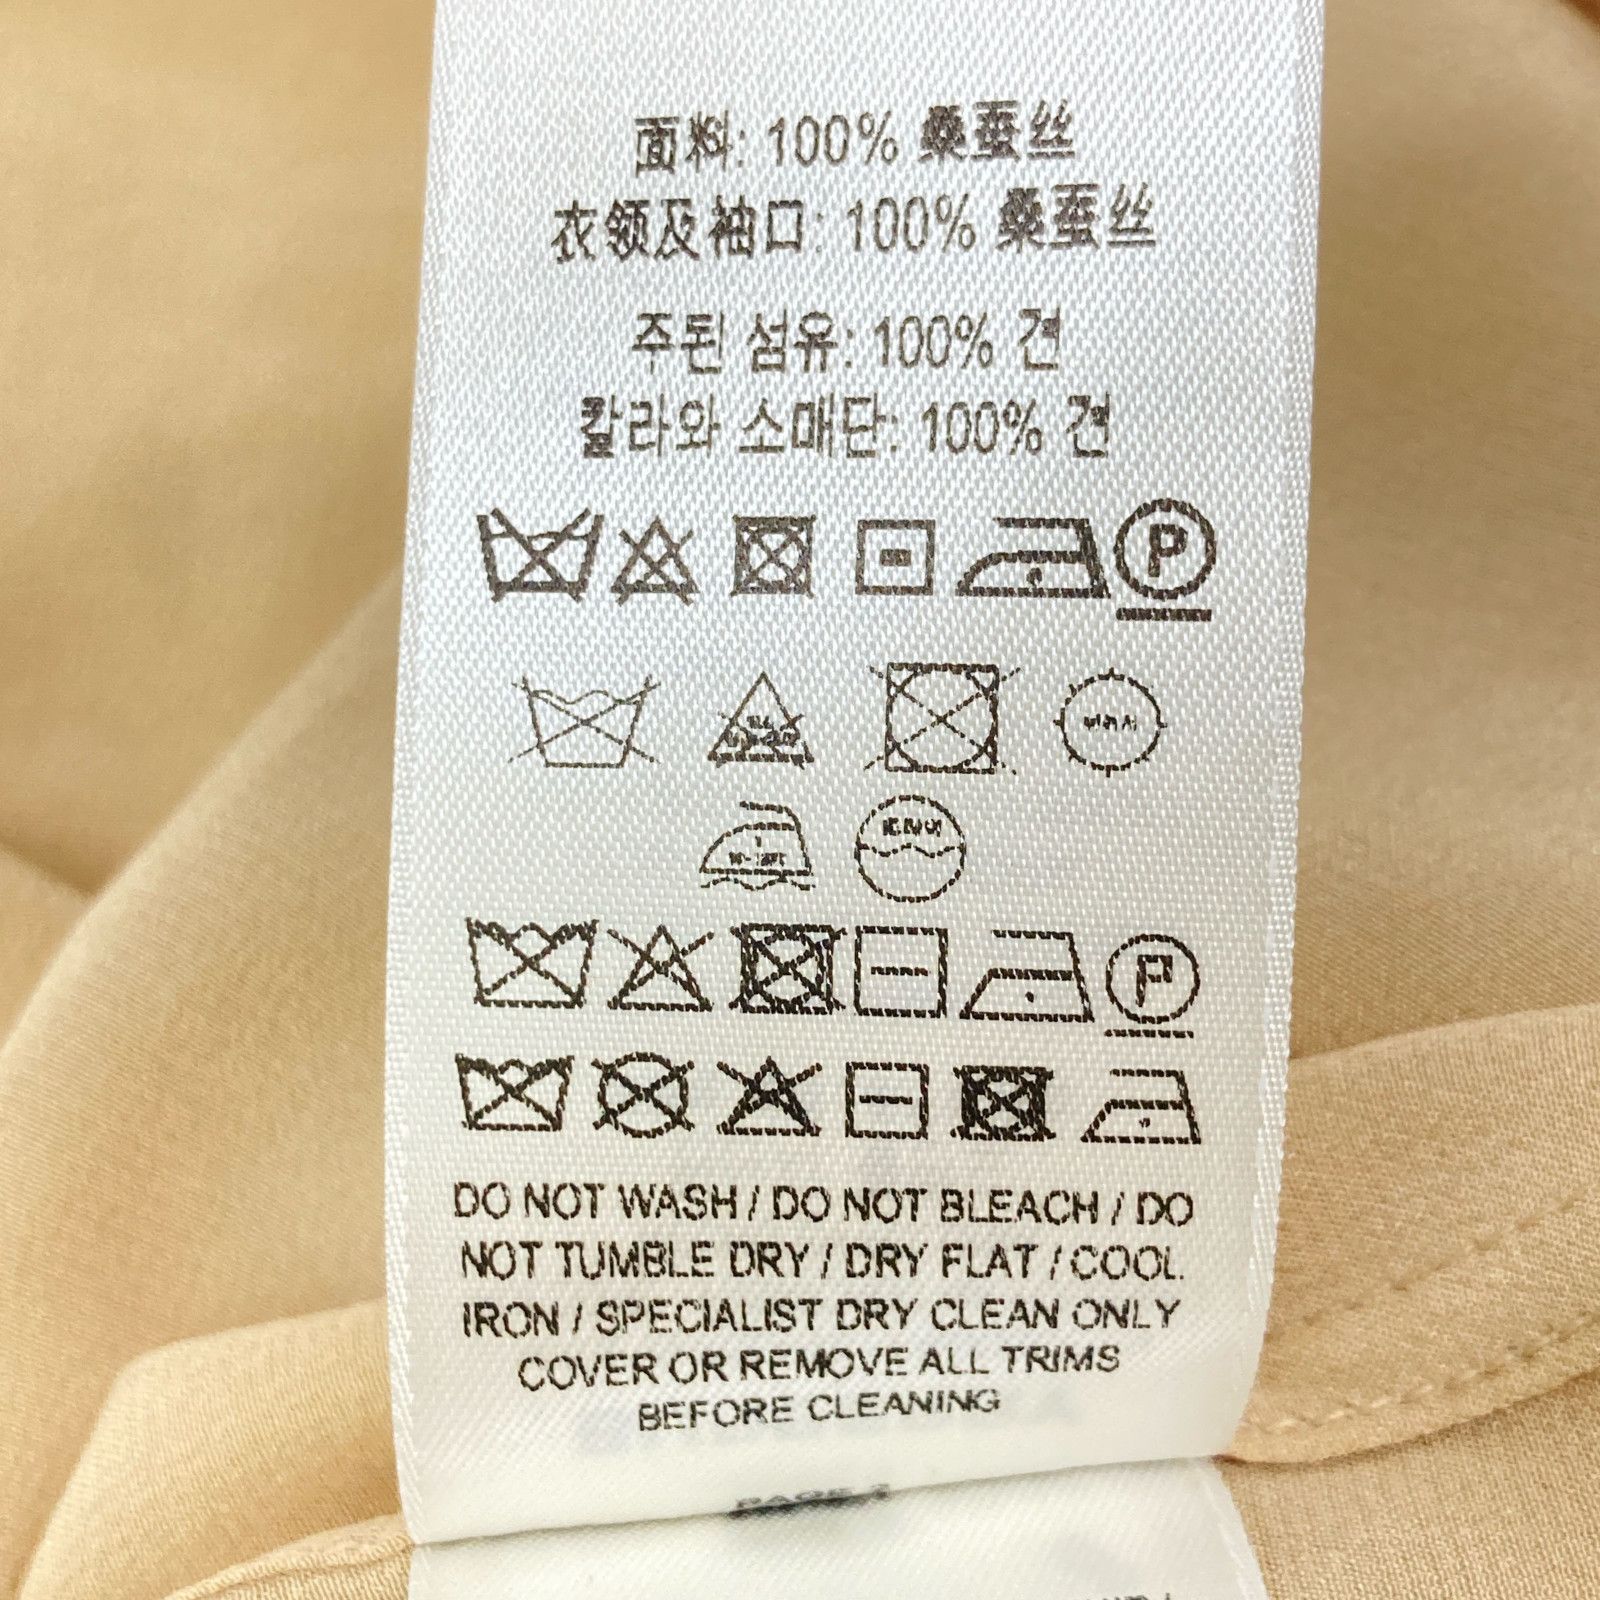 面料: 100% 桑蚕丝
衣领及袖口: 100% 桑蚕丝
주된 섬유: 100% 견
칼라와 소매단: 100% 견
P
P
DO NOT WASH / DO NOT BLEACH / DO
NOT TUMBLE DRY / DRY FLAT / COOL
IRON / SPECIALIST DRY CLEAN ONLY
COVER OR REMOVE ALL TRIMS
BEFORE CLEANING
PAGE